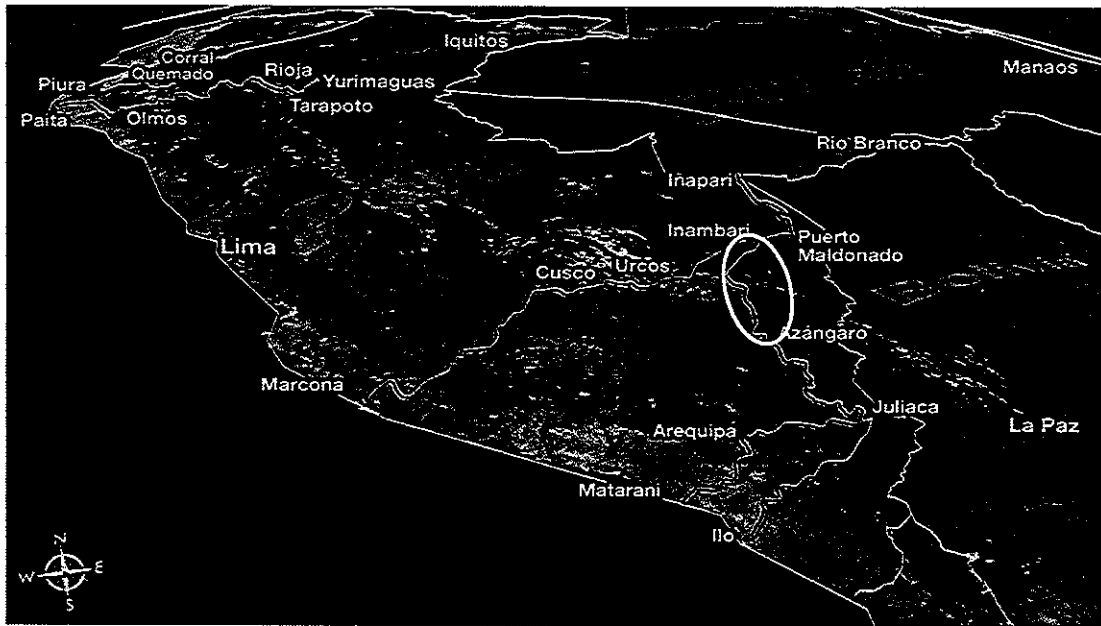 Iquitos
Corral
Quemado
Rioja
Manaos
Piura
Yurimaguas
Tarapoto
Paita
Olmos
Rio Branco
Iñapari
Inambari
Puerto
Maldonado
Lima
Cusco
Urcos
Azángaro
Marcona
Juliaca
Arequipa
La Paz
Matarani
Ilo
N
W E
S